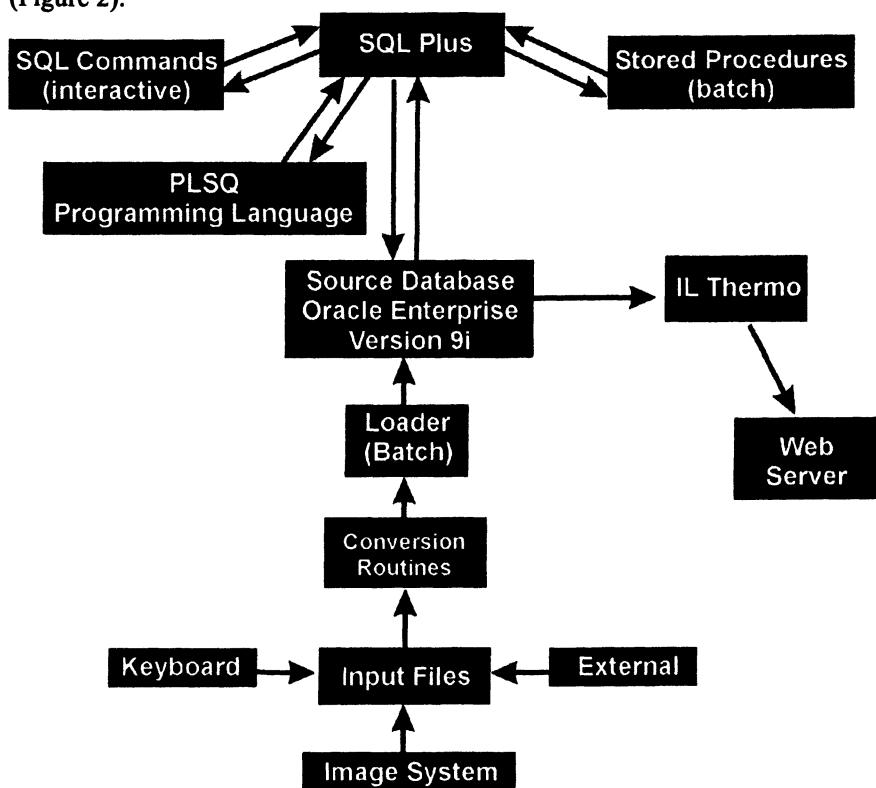 (Figure 2).
SQL Plus
SQL Commands
(interactive)
Stored Procedures
(batch)
PLSQ
Programming Language
Source Database
Oracle Enterprise
Version 9i
IL Thermo
Loader
(Batch)
Web
Server
Conversion
Routines
Keyboard
Input Files
External
Image System